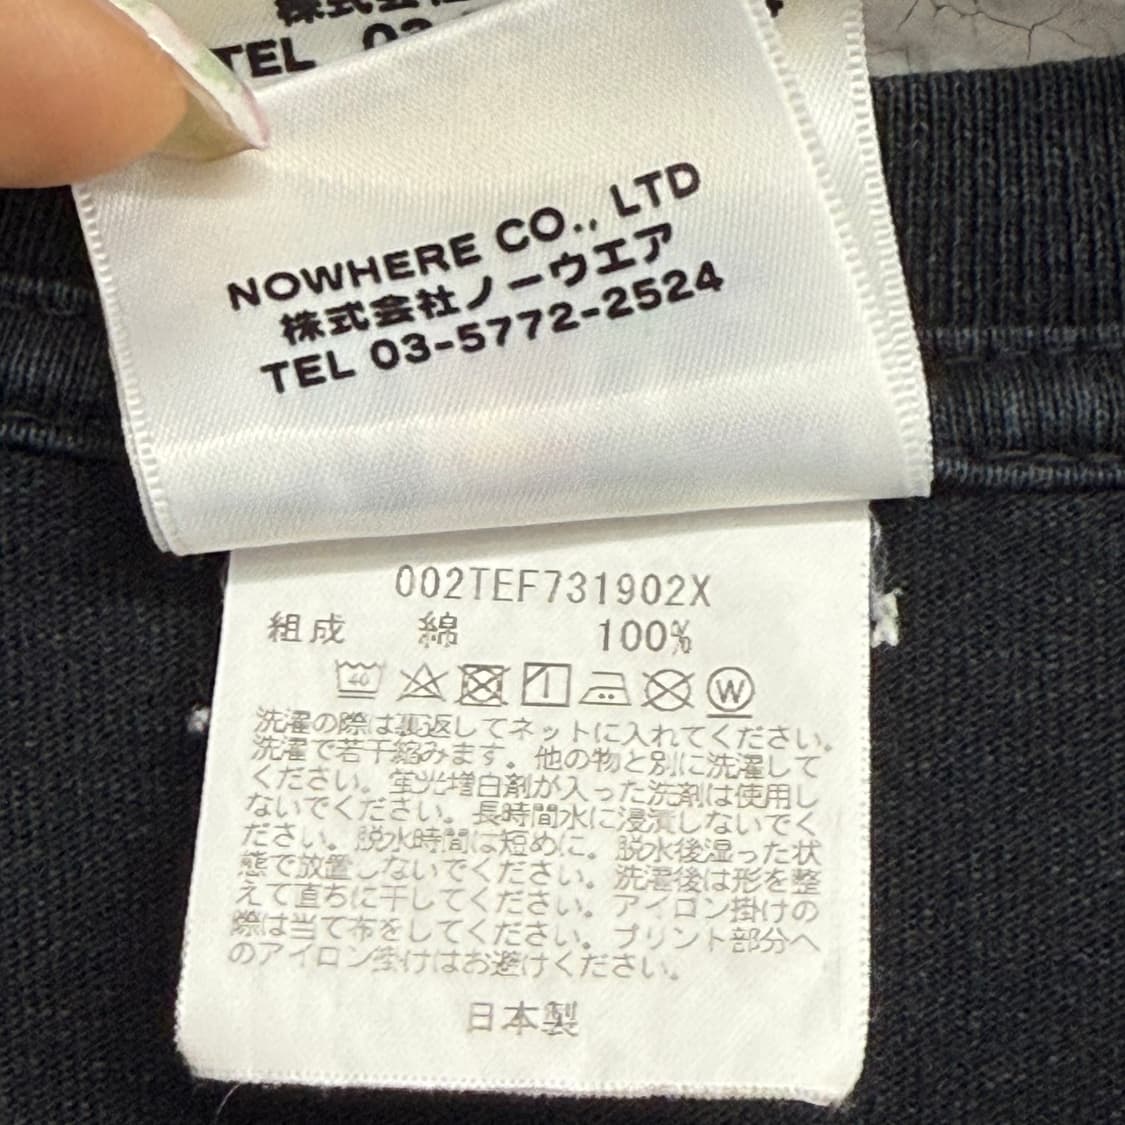 株式会社
TEL 03
NOWHERE CO., LTD
株式会社ノーウエア
TEL 03-5772-2524
002TEF731902X
組成 綿 100%
40 W
洗濯の際は裏返してネットに入れてください。
洗濯で若干縮みます。他の物と別に洗濯して
ください。蛍光増白剤が入った洗剤は使用し
ないでください。長時間水に浸漬しないでく
ださい。脱水時間は短めに。脱水後湿った状
態で放置しないでください。洗濯後は形を整
えて直ちに干してください。アイロン掛けの
際は当て布をしてください。プリント部分へ
のアイロン掛けはお避けください。
日本製